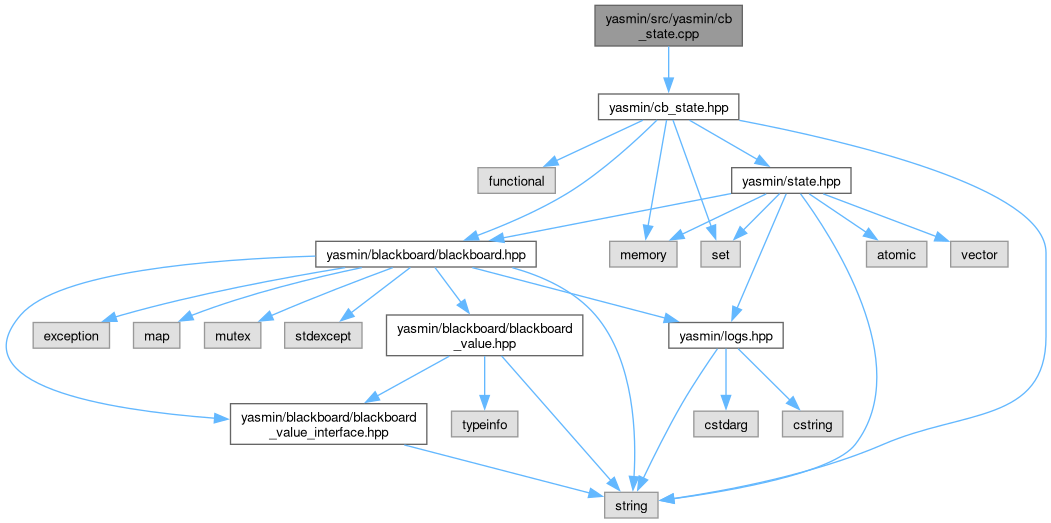 yasmin/src/yasmin/cb
_state.cpp
yasmin/cb_state.hpp
functional
yasmin/state.hpp
yasmin/blackboard/blackboard.hpp
memory
set
atomic
vector
exception
map
mutex
stdexcept
yasmin/blackboard/blackboard
_value.hpp
yasmin/logs.hpp
yasmin/blackboard/blackboard
_value_interface.hpp
typeinfo
cstdarg
cstring
string